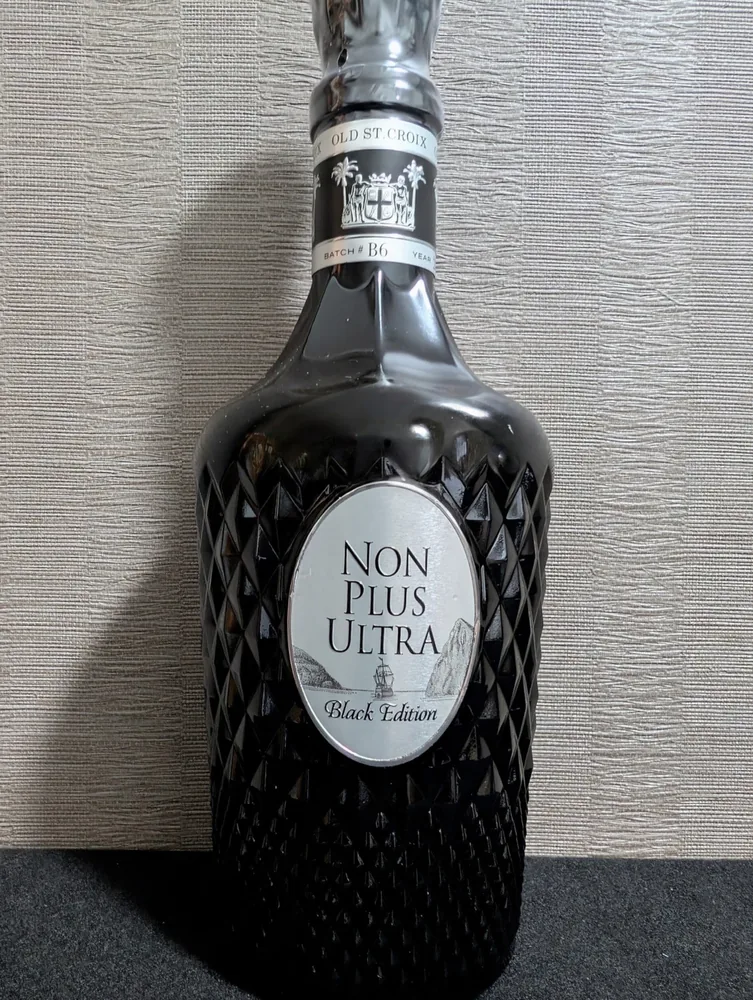 OLD ST. CROIX
BATCH # B6 YEAR
NON
PLUS
ULTRA
Black Edition